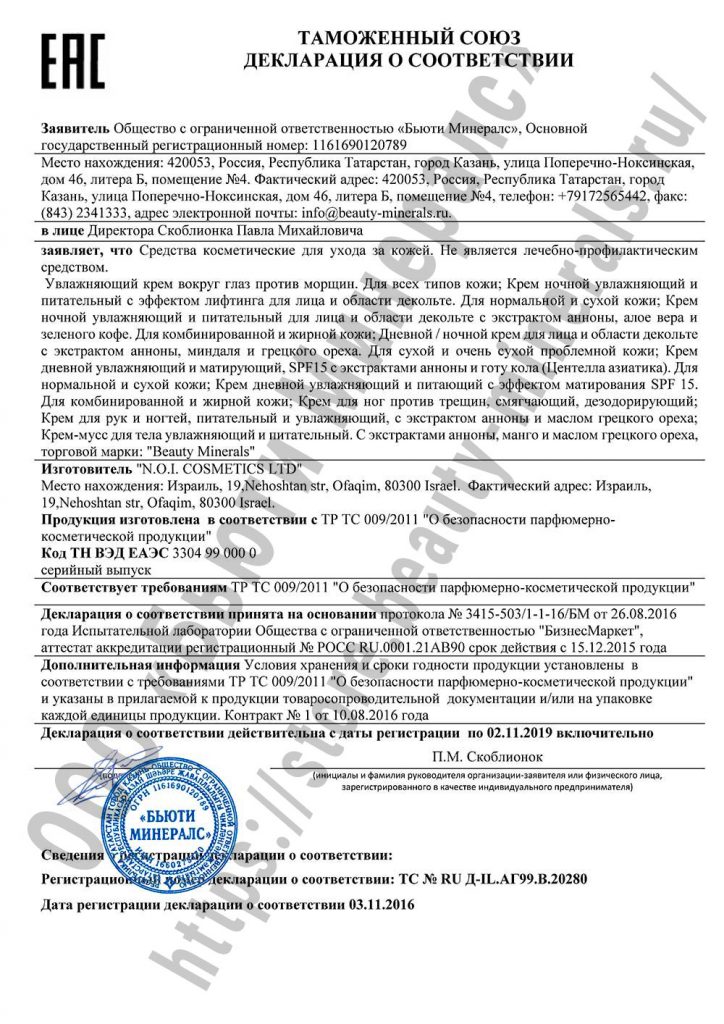 EAC
ТАМОЖЕННЫЙ СОЮЗ
ДЕКЛАРАЦИЯ О СООТВЕТСТВИИ
Заявитель Общество с ограниченной ответственностью «Бьюти Минералс», Основной
государственный регистрационный номер: 1161690120789
Место нахождения: 420053, Россия, Республика Татарстан, город Казань, улица Поперечно-Ноксинская,
дом 46, литера Б, помещение №4. Фактический адрес: 420053, Россия, Республика Татарстан, город
Казань, улица Поперечно-Ноксинская, дом 46, литера Б, помещение №4, телефон: +79172565442, факс:
(843) 2341333, адрес электронной почты: info@beauty-minerals.ru.
в лице Директора Скоблионка Павла Михайловича
заявляет, что Средства косметические для ухода за кожей. Не является лечебно-профилактическим
средством.
Увлажняющий крем вокруг глаз против морщин. Для всех типов кожи; Крем ночной увлажняющий и
питательный с эффектом лифтинга для лица и области декольте. Для нормальной и сухой кожи; Крем
ночной увлажняющий и питательный для лица и области декольте с экстрактом анноны, алое вера и
зеленого кофе. Для комбинированной и жирной кожи; Дневной / ночной крем для лица и области декольте
с экстрактом анноны, миндаля и грецкого ореха. Для сухой и очень сухой проблемной кожи; Крем
дневной увлажняющий и матирующий, SPF15 с экстрактами анноны и готу кола (Центелла азиатика). Для
нормальной и сухой кожи; Крем дневной увлажняющий и питающий с эффектом матирования SPF 15.
Для комбинированной и жирной кожи; Крем для ног против трещин, смягчающий, дезодорирующий;
Крем для рук и ногтей, питательный и увлажняющий, с экстрактом анноны и маслом грецкого ореха;
Крем-мусс для тела увлажняющий и питательный. С экстрактами анноны, манго и маслом грецкого ореха,
торговой марки: "Beauty Minerals"
Изготовитель "N.O.I. COSMETICS LTD"
Место нахождения: Израиль, 19,Nehoshtan str, Ofaqim, 80300 Israel. Фактический адрес: Израиль,
19,Nehoshtan str, Ofaqim, 80300 Israel.
Продукция изготовлена в соответствии с ТР ТС 009/2011 "О безопасности парфюмерно-
косметической продукции"
Код ТН ВЭД ЕАЭС 3304 99 000 0
серийный выпуск
Соответствует требованиям ТР ТС 009/2011 "О безопасности парфюмерно-косметической продукции"
Декларация о соответствии принята на основании протокола № 3415-503/1-1-16/БМ от 26.08.2016
года Испытательной лаборатории Общества с ограниченной ответственностью "БизнесМаркет",
аттестат аккредитации регистрационный № РОСС RU.0001.21АВ90 срок действия с 15.12.2015 года
Дополнительная информация Условия хранения и сроки годности продукции установлены в
соответствии с требованиями ТР ТС 009/2011 "О безопасности парфюмерно-косметической продукции"
и указаны в прилагаемой к продукции товаросопроводительной документации и/или на упаковке
каждой единицы продукции. Контракт № 1 от 10.08.2016 года
Декларация о соответствии действительна с даты регистрации по 02.11.2019 включительно
П.М. Скоблионок
(инициалы и фамилия руководителя организации-заявителя или физического лица,
зарегистрированного в качестве индивидуального предпринимателя)
ОГРН 1161690120789
«БЬЮТИ
МИНЕРАЛС»
Сведения о регистрации декларации о соответствии:
Регистрационный номер декларации о соответствии: ТС № RU Д-IL.АГ99.В.20280
Дата регистрации декларации о соответствии 03.11.2016
ООО «Бьюти Минералс»
https://store.beauty-minerals.ru/